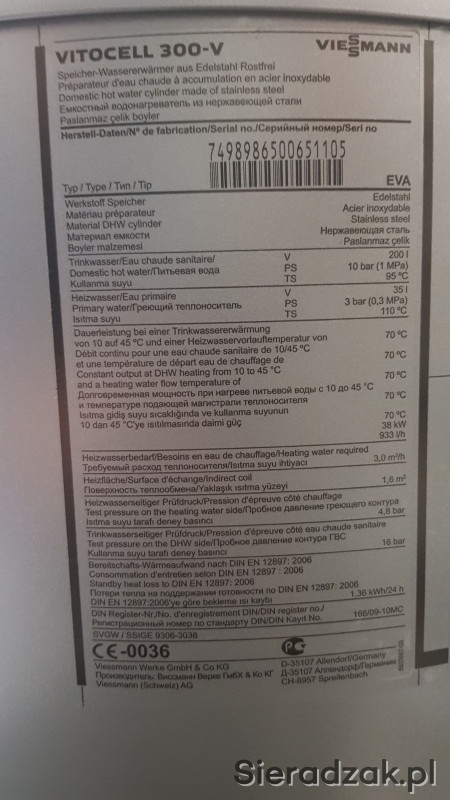 VITOCELL 300-V
VIESSMANN
Speicher-Wassererwärmer aus Edelstahl Rostfrei
Préparateur d'eau chaude à accumulation en acier inoxydable
Domestic hot water cylinder made of stainless steel
Емкостный водонагреватель из нержавеющей стали
Paslanmaz çelik boyler
Herstell-Daten/N° de fabrication/Serial no./Серийный номер/Seri no
7498986500651105
Typ / Type / Тип / Tip EVA
Werkstoff Speicher Edelstahl
Matériau préparateur Acier inoxydable
Material DHW cylinder Stainless steel
Материал емкости Нержавеющая сталь
Boyler malzemesi Paslanmaz çelik
Trinkwasser/Eau chaude sanitaire/ V 200 l
Domestic hot water/Питьевая вода PS 10 bar (1 MPa)
Kullanma suyu TS 95 °C
Heizwasser/Eau primaire V 35 l
Primary water/Греющий теплоноситель PS 3 bar (0,3 MPa)
Isıtma suyu TS 110 °C
Dauerleistung bei einer Trinkwassererwärmung
von 10 auf 45 °C und einer Heizwasservorlauftemperatur von 70 °C
Débit continu pour une eau chaude sanitaire de 10/45 °C
et une température de départ eau de chauffage de 70 °C
Constant output at DHW heating from 10 to 45 °C
and a heating water flow temperature of 70 °C
Долговременная мощность при нагреве питьевой воды с 10 до 45 °C
и температуре подающей магистрали теплоносителя 70 °C
Isıtma gidiş suyu sıcaklığında ve kullanma suyunun 70 °C
10 dan 45 °C'ye ısıtılmasında daimi güç 38 kW
933 l/h
Heizwasserbedarf/Besoins en eau de chauffage/Heating water required
Требуемый расход теплоносителя/Isıtma suyu ihtiyacı 3,0 m³/h
Heizfläche/Surface d'échange/Indirect coil 1,6 m²
Поверхность теплообмена/Yaklaşık ısıtma yüzeyi
Heizwasserseitiger Prüfdruck/Pression d'épreuve côté chauffage
Test pressure on the heating water side/Пробное давление греющего контура
Isıtma suyu tarafı deney basıncı 4,8 bar
Trinkwasserseitiger Prüfdruck/Pression d'épreuve côté eau chaude sanitaire
Test pressure on the DHW side/Пробное давление контура ГВС
Kullanma suyu tarafı deney basıncı 16 bar
Bereitschafts-Wärmeaufwand nach DIN EN 12897: 2006
Consommation d'entretien selon DIN EN 12897: 2006
Standby heat loss to DIN EN 12897: 2006
Потери тепла на поддержании готовности по DIN EN 12897: 2006
DIN EN 12897:2006'ye göre bekleme ısı kaybı 1,36 kWh/24 h
DIN Register-Nr./No. d'enregistrement DIN/DIN register no./
Регистрационный номер по стандарту DIN/DIN Kayıt No. 166/09-10MC
SVGW / SSIGE 9306-3038
CE-0036
Viessmann Werke GmbH & Co KG D-35107 Allendorf/Germany
Производитель: Виссманн Верке ГмбХ & Ко КГ Д-35107 Аллендорф/Германия
Viessmann (Schweiz) AG CH-8957 Spreitenbach
Sieradzak.pl